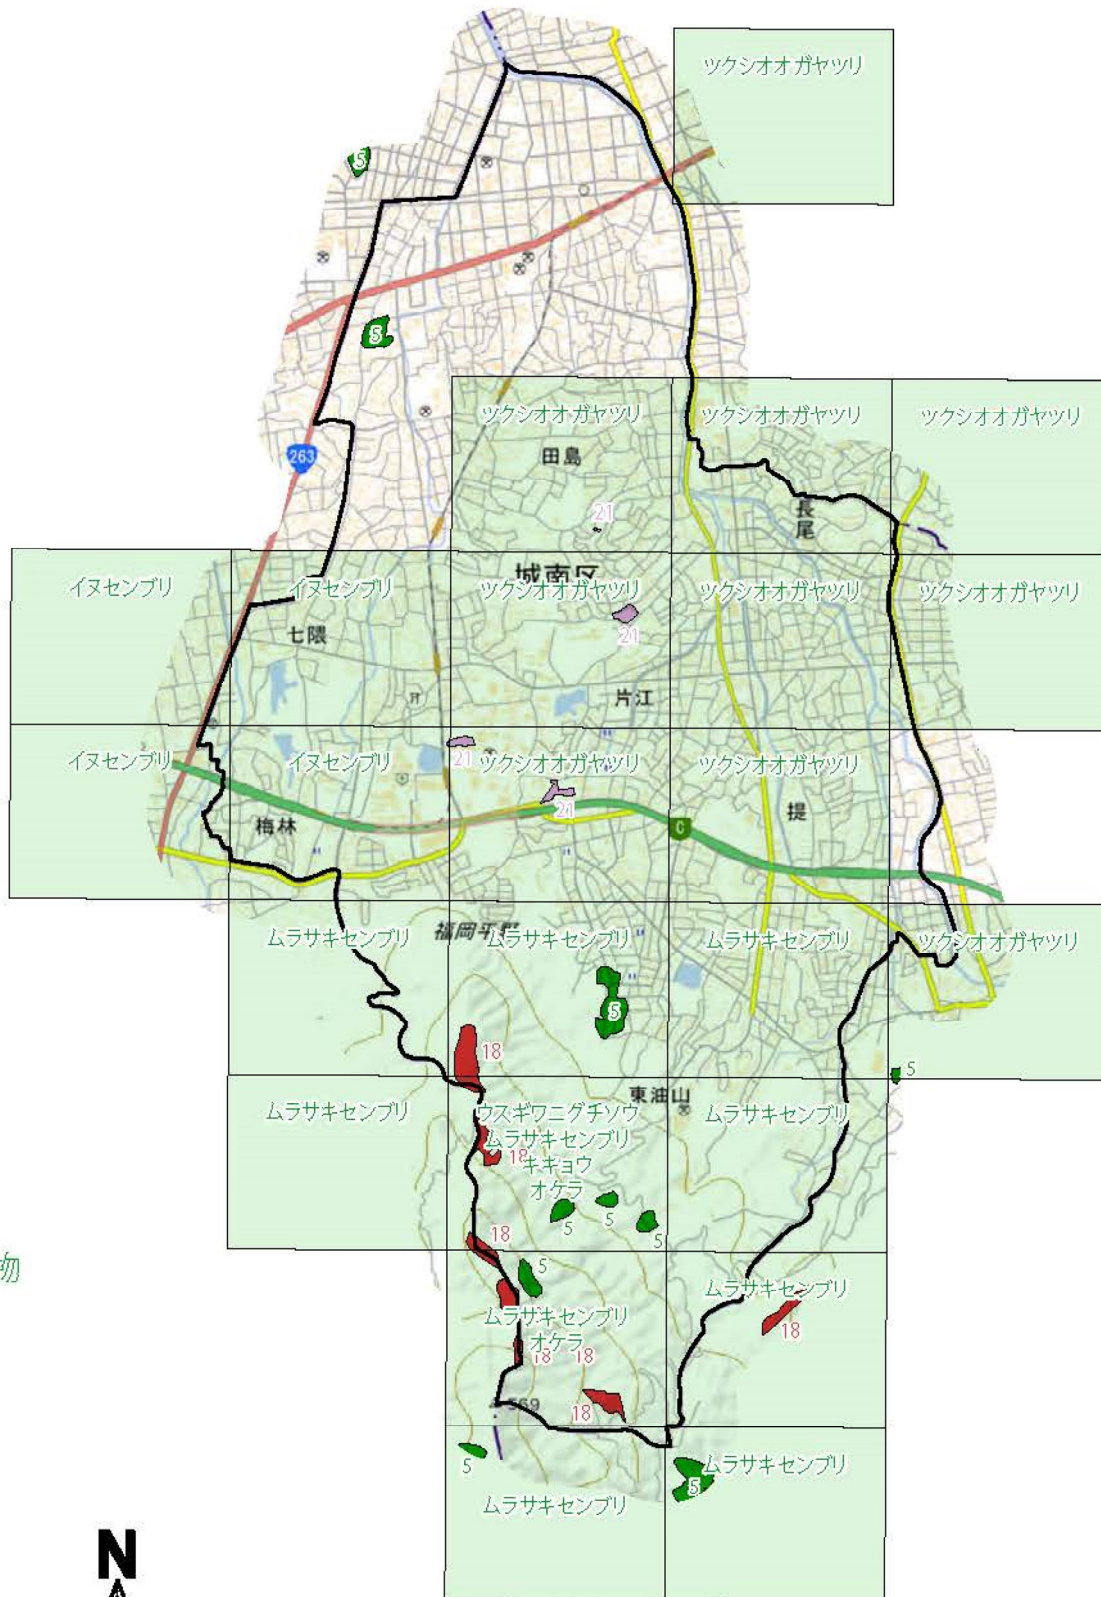 ツクシオオガヤツリ
5
5
ツクシオオガヤツリ
ツクシオオガヤツリ
ツクシオオガヤツリ
田島
263
21
長尾
イヌセンブリ
イヌセンブリ
城南区
ツクシオオガヤツリ
ツクシオオガヤツリ
ツクシオオガヤツリ
21
七隈
片江
イヌセンブリ
イヌセンブリ
21
ツクシオオガヤツリ
ツクシオオガヤツリ
21
梅林
堤
C
ムラサキセンブリ
福岡平野
ムラサキセンブリ
ムラサキセンブリ
ツクシオオガヤツリ
5
18
5
東油山
ムラサキセンブリ
ウスギワニグチソウ
ムラサキセンブリ
ムラサキセンブリ
18
キキョウ
オケラ
5
5
5
18
5
物
ムラサキセンブリ
ムラサキセンブリ
オケラ
18
18
18
559
18
5
ムラサキセンブリ
5
ムラサキセンブリ
N